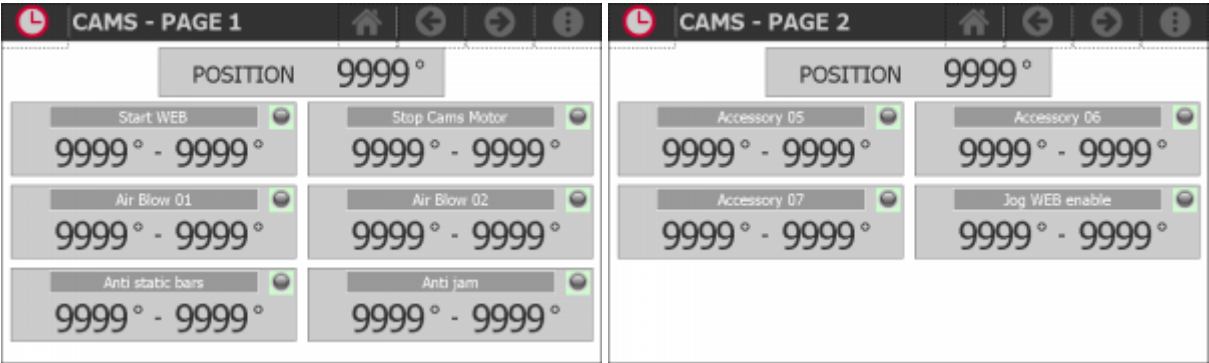 CAMS - PAGE 1
POSITION 9999°
Start WEB
9999° - 9999°
Stop Cams Motor
9999° - 9999°
Air Blow 01
9999° - 9999°
Air Blow 02
9999° - 9999°
Anti static bars
9999° - 9999°
Anti jam
9999° - 9999°
CAMS - PAGE 2
POSITION 9999°
Accessory 05
9999° - 9999°
Accessory 06
9999° - 9999°
Accessory 07
9999° - 9999°
Jog WEB enable
9999° - 9999°